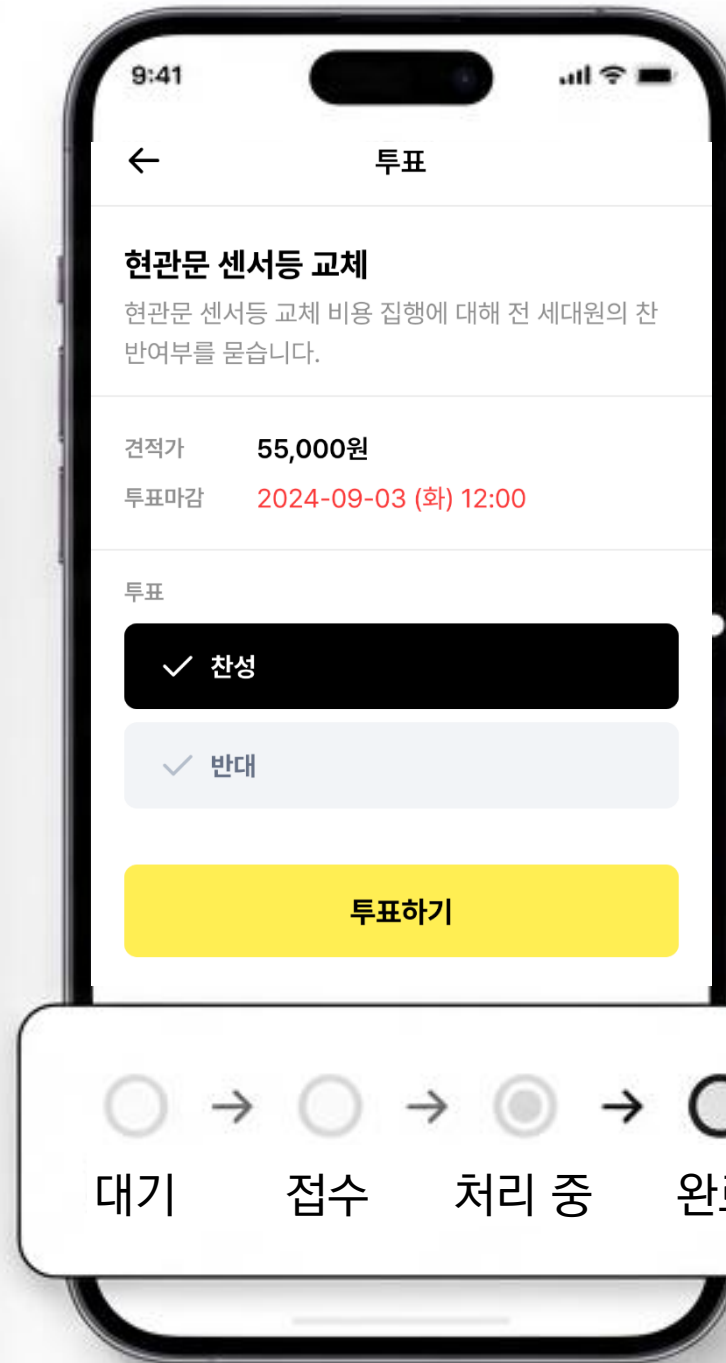 9:41
투표
현관문 센서등 교체
현관문 센서등 교체 비용 집행에 대해 전 세대원의 찬
반여부를 묻습니다.
견적가 55,000원
투표마감 2024-09-03 (화) 12:00
투표
찬성
반대
투표하기
대기 → 접수 → 처리 중 →